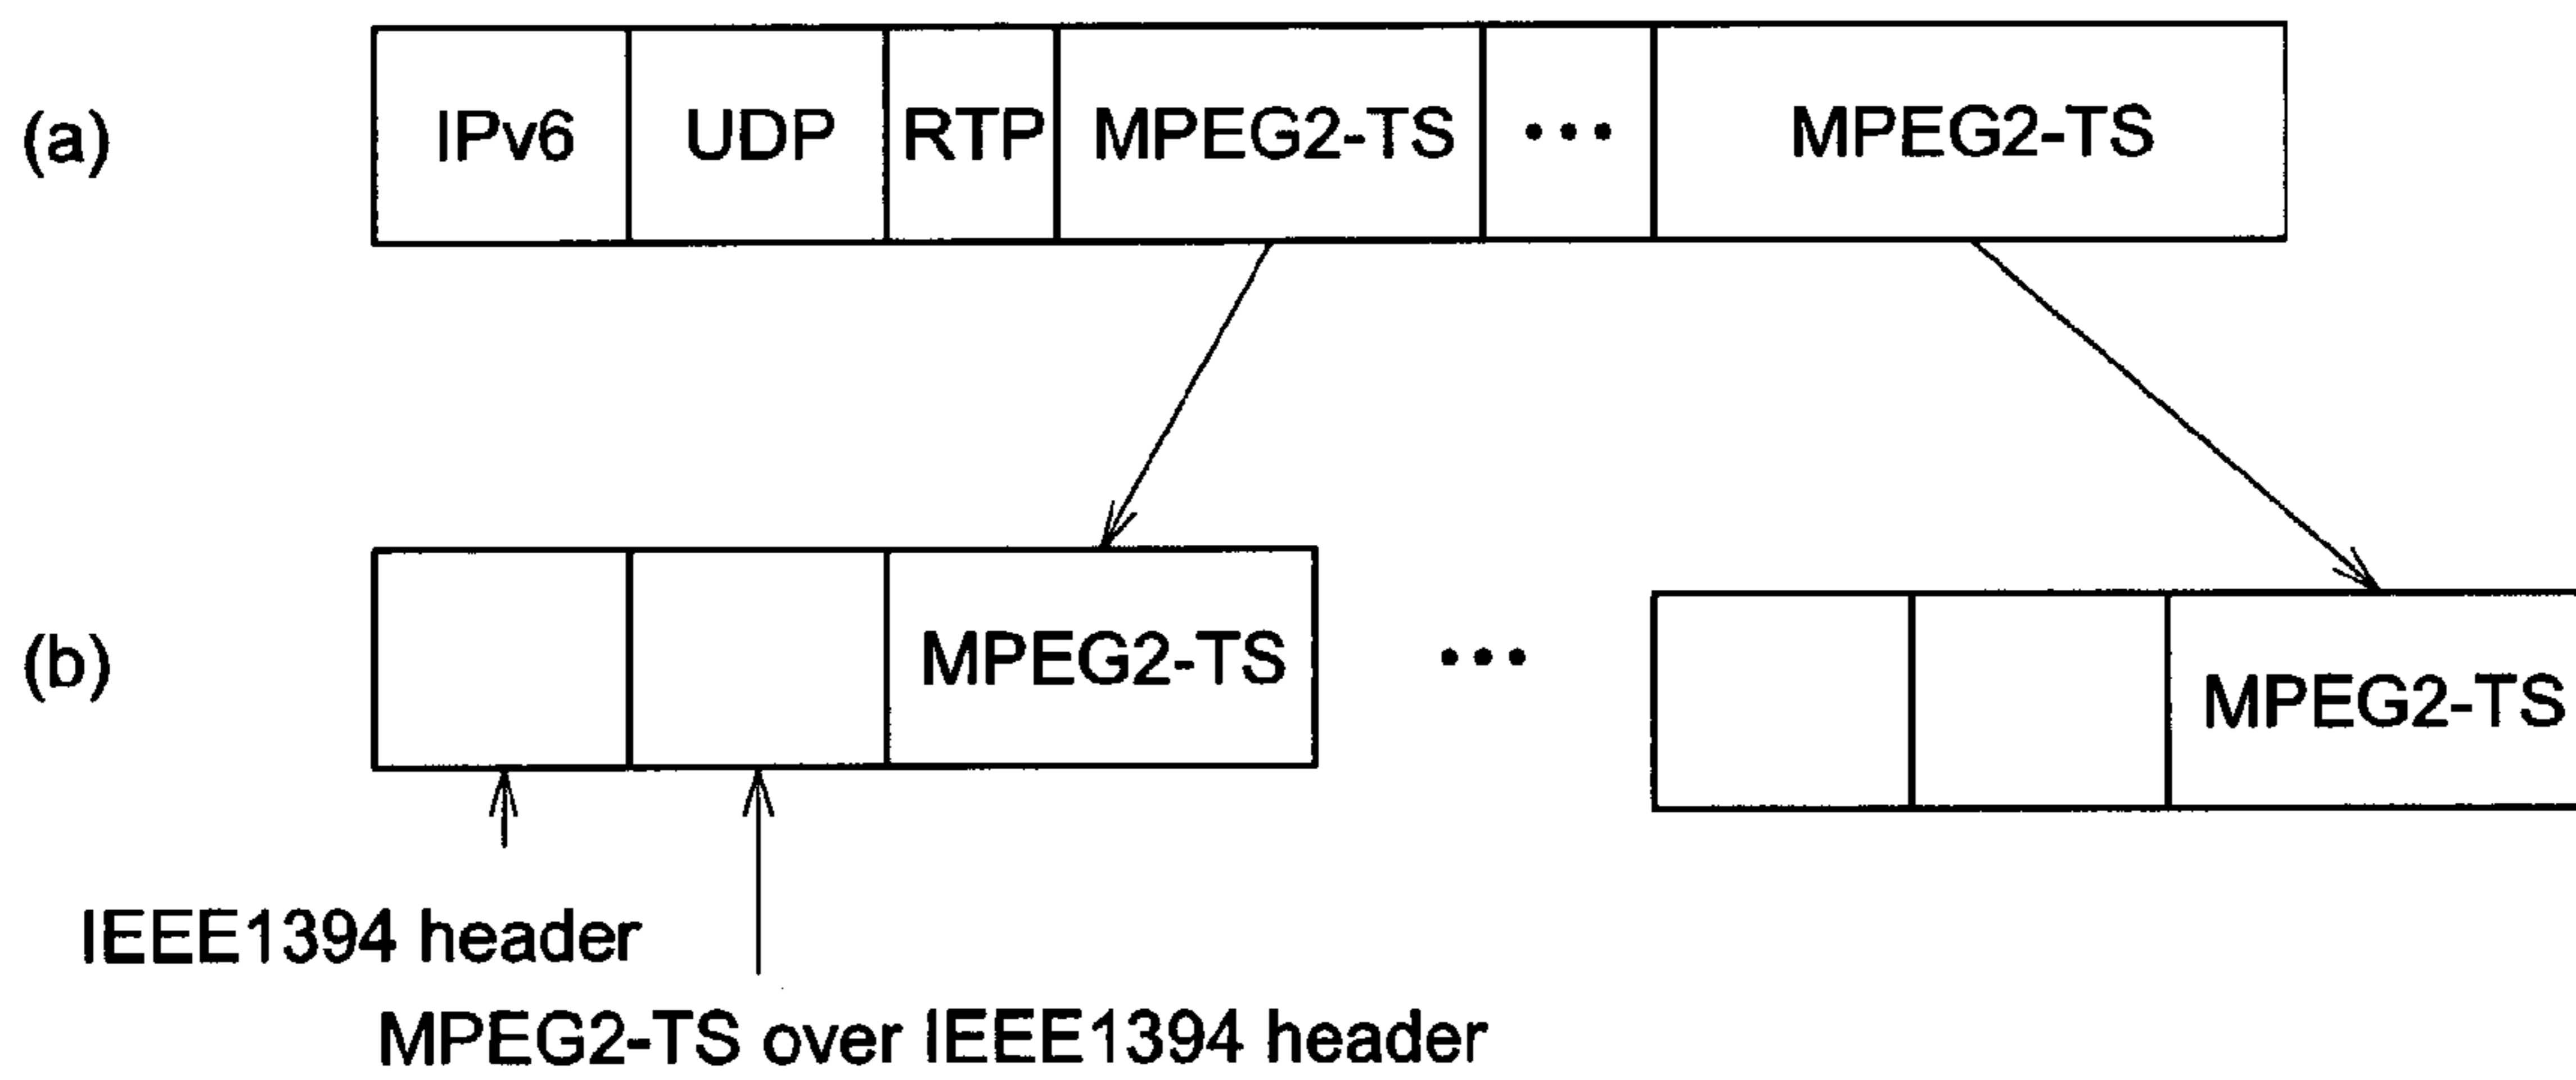 (a) IPv6 UDP RTP MPEG2-TS ••• MPEG2-TS
(b) MPEG2-TS ••• MPEG2-TS
IEEE1394 header
MPEG2-TS over IEEE1394 header